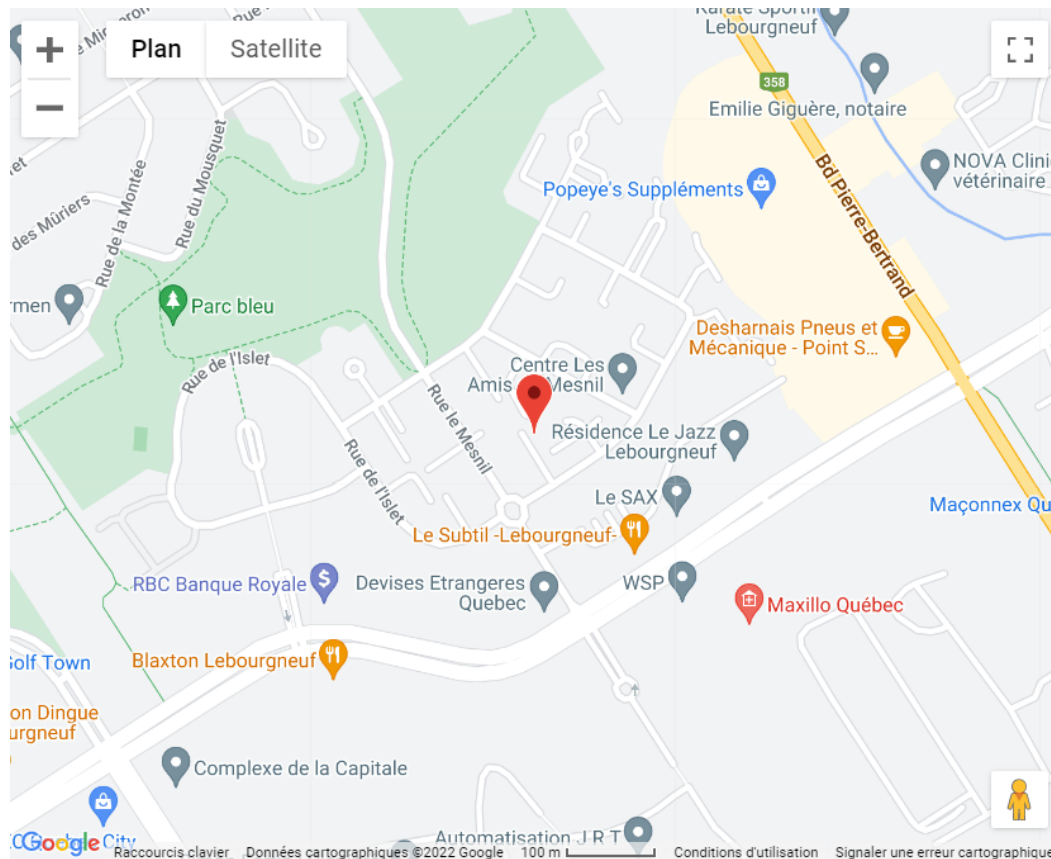 Plan
Satellite
Karaté Sportif
Lebourgneuf
358
Emilie Giguère, notaire
NOVA Clini
vétérinaire
Bd Pierre-Bertrand
Popeye's Suppléments
Rue du Mousquet
Rue de la Montée
des Mûriers
rmen
Parc bleu
Rue de l'Islet
Desharnais Pneus et
Mécanique - Point S...
Centre Les
Amis Mesnil
Rue le Mesnil
Résidence Le Jazz
Lebourgneuf
Rue de l'Islet
Le SAX
Maçonnex Qu
Le Subtil -Lebourgneuf-
RBC Banque Royale
Devises Etrangeres
Quebec
WSP
Maxillo Québec
Golf Town
Blaxton Lebourgneuf
on Dingue
urgneuf
Complexe de la Capitale
Automatisation J R T
Google
City
Raccourcis clavier
Données cartographiques ©2022 Google
100 m
Conditions d'utilisation
Signaler une erreur cartographique